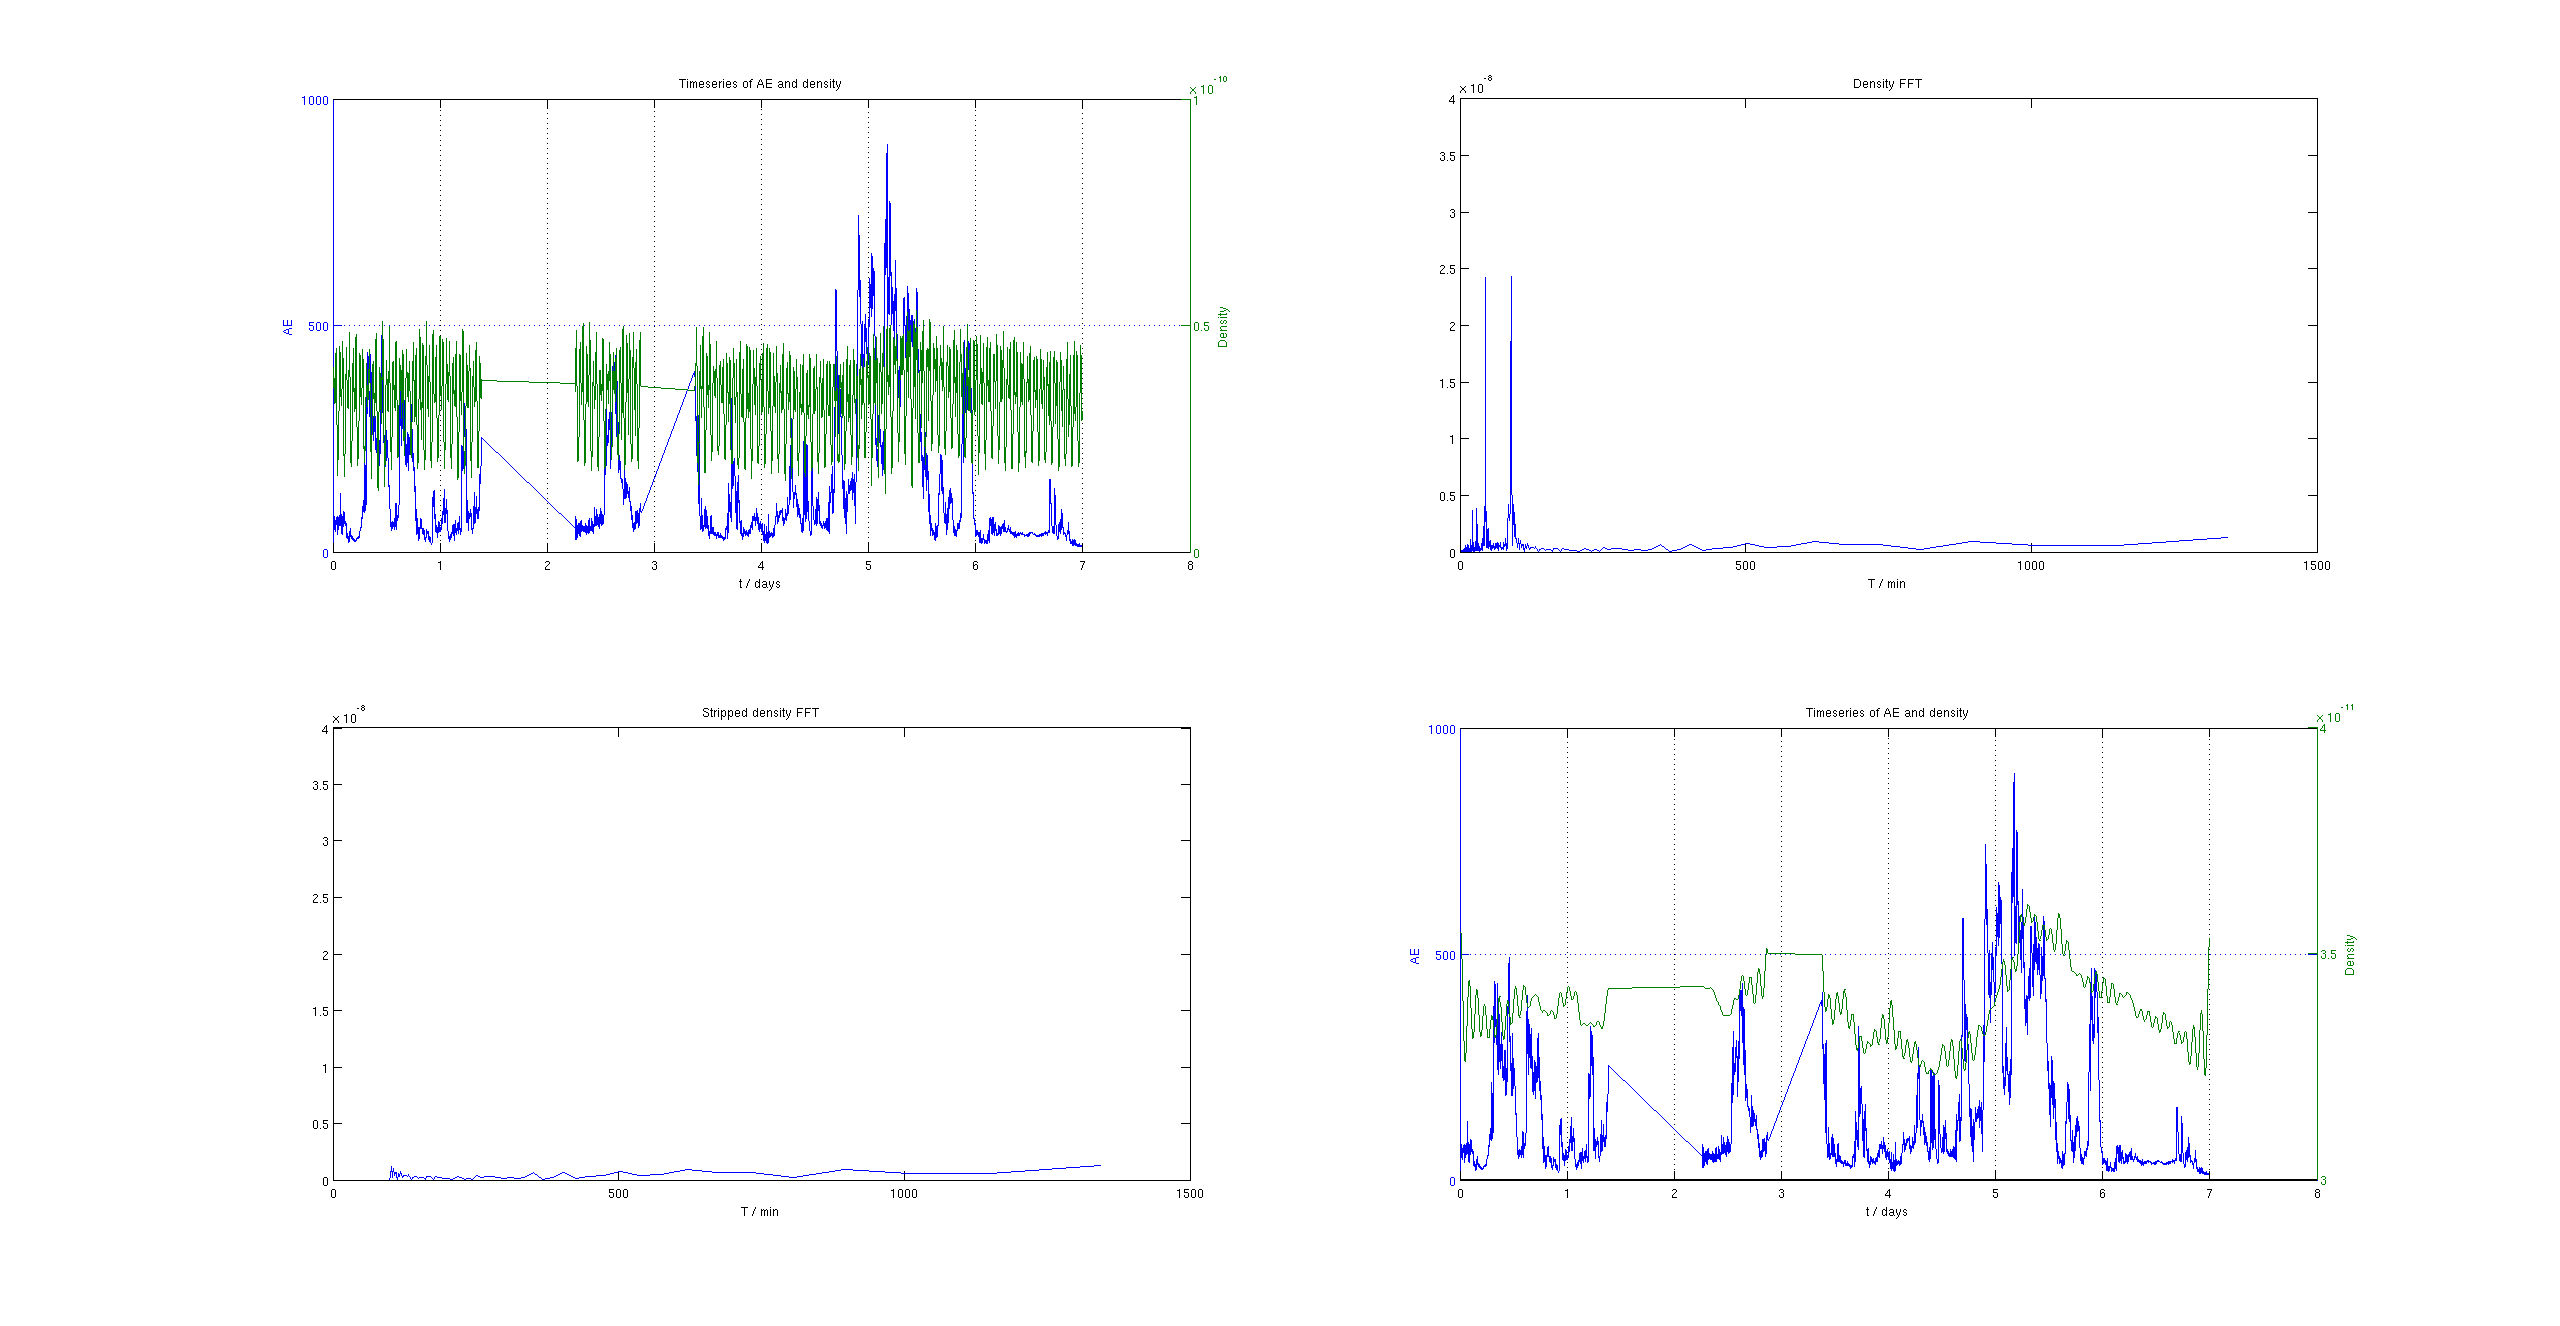 Timeseries of AE and density
× 10^-10
1000
1
AE
500
0.5
Density
0
0
0 1 2 3 4 5 6 7 8
t / days
Density FFT
× 10^-8
4
3.5
3
2.5
2
1.5
1
0.5
0
0 500 1000 1500
T / min
Stripped density FFT
× 10^-8
4
3.5
3
2.5
2
1.5
1
0.5
0
0 500 1000 1500
T / min
Timeseries of AE and density
× 10^-11
1000
4
AE
500
3.5
Density
0
3
0 1 2 3 4 5 6 7 8
t / days